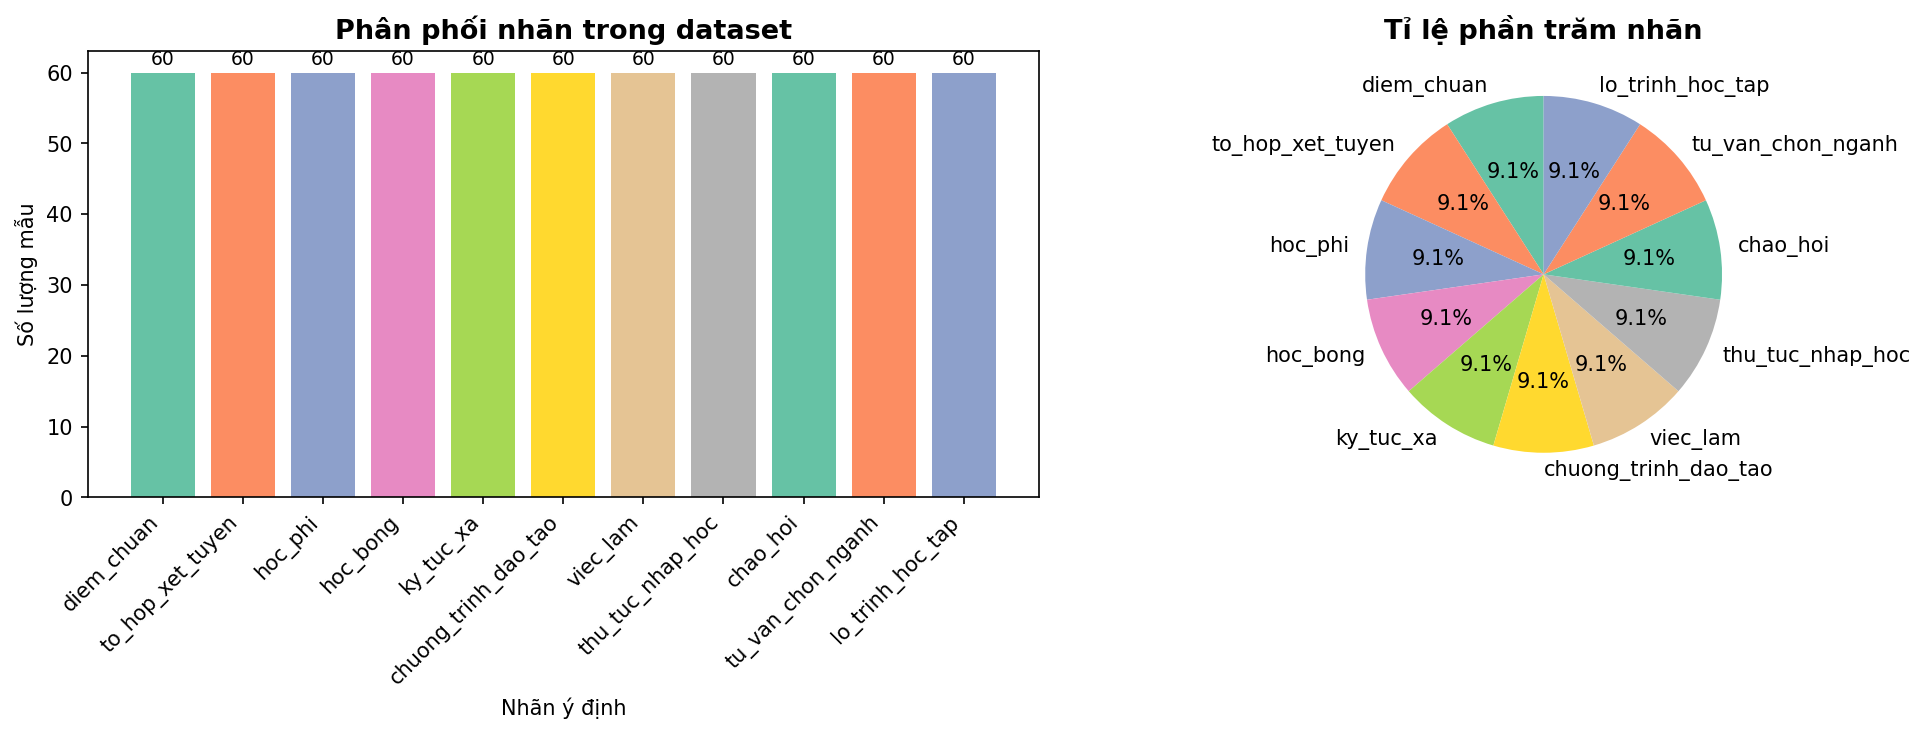 Phân phối nhãn trong dataset
60 60 60 60 60 60 60 60 60 60 60
60
50
40
30
20
10
0
Số lượng mẫu
diem_chuan
to_hop_xet_tuyen
hoc_phi
hoc_bong
ky_tuc_xa
chuong_trinh_dao_tao
viec_lam
thu_tuc_nhap_hoc
chao_hoi
tu_van_chon_nganh
lo_trinh_hoc_tap
Nhãn ý định
Tỉ lệ phần trăm nhãn
diem_chuan
9.1%
to_hop_xet_tuyen
9.1%
hoc_phi
9.1%
hoc_bong
9.1%
ky_tuc_xa
9.1%
chuong_trinh_dao_tao
9.1%
viec_lam
9.1%
thu_tuc_nhap_hoc
9.1%
chao_hoi
9.1%
tu_van_chon_nganh
9.1%
lo_trinh_hoc_tap
9.1%